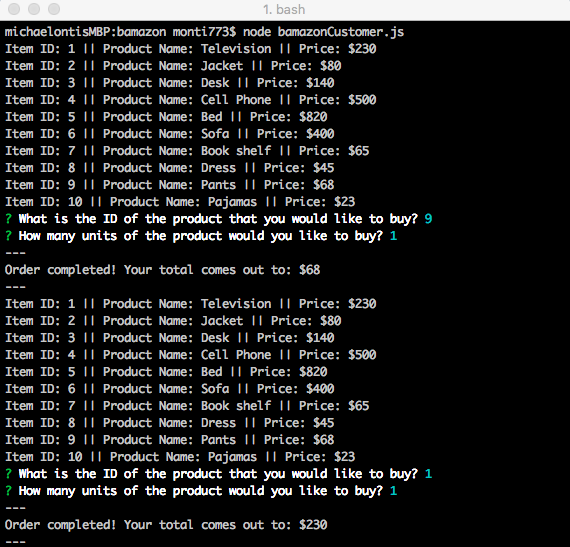 1. bash
michaelontisMBP:bamazon monti773$ node bamazonCustomer.js
Item ID: 1 || Product Name: Television || Price: $230
Item ID: 2 || Product Name: Jacket || Price: $80
Item ID: 3 || Product Name: Desk || Price: $140
Item ID: 4 || Product Name: Cell Phone || Price: $500
Item ID: 5 || Product Name: Bed || Price: $820
Item ID: 6 || Product Name: Sofa || Price: $400
Item ID: 7 || Product Name: Book shelf || Price: $65
Item ID: 8 || Product Name: Dress || Price: $45
Item ID: 9 || Product Name: Pants || Price: $68
Item ID: 10 || Product Name: Pajamas || Price: $23
? What is the ID of the product that you would like to buy? 9
? How many units of the product would you like to buy? 1
---
Order completed! Your total comes out to: $68
---
Item ID: 1 || Product Name: Television || Price: $230
Item ID: 2 || Product Name: Jacket || Price: $80
Item ID: 3 || Product Name: Desk || Price: $140
Item ID: 4 || Product Name: Cell Phone || Price: $500
Item ID: 5 || Product Name: Bed || Price: $820
Item ID: 6 || Product Name: Sofa || Price: $400
Item ID: 7 || Product Name: Book shelf || Price: $65
Item ID: 8 || Product Name: Dress || Price: $45
Item ID: 9 || Product Name: Pants || Price: $68
Item ID: 10 || Product Name: Pajamas || Price: $23
? What is the ID of the product that you would like to buy? 1
? How many units of the product would you like to buy? 1
---
Order completed! Your total comes out to: $230
---